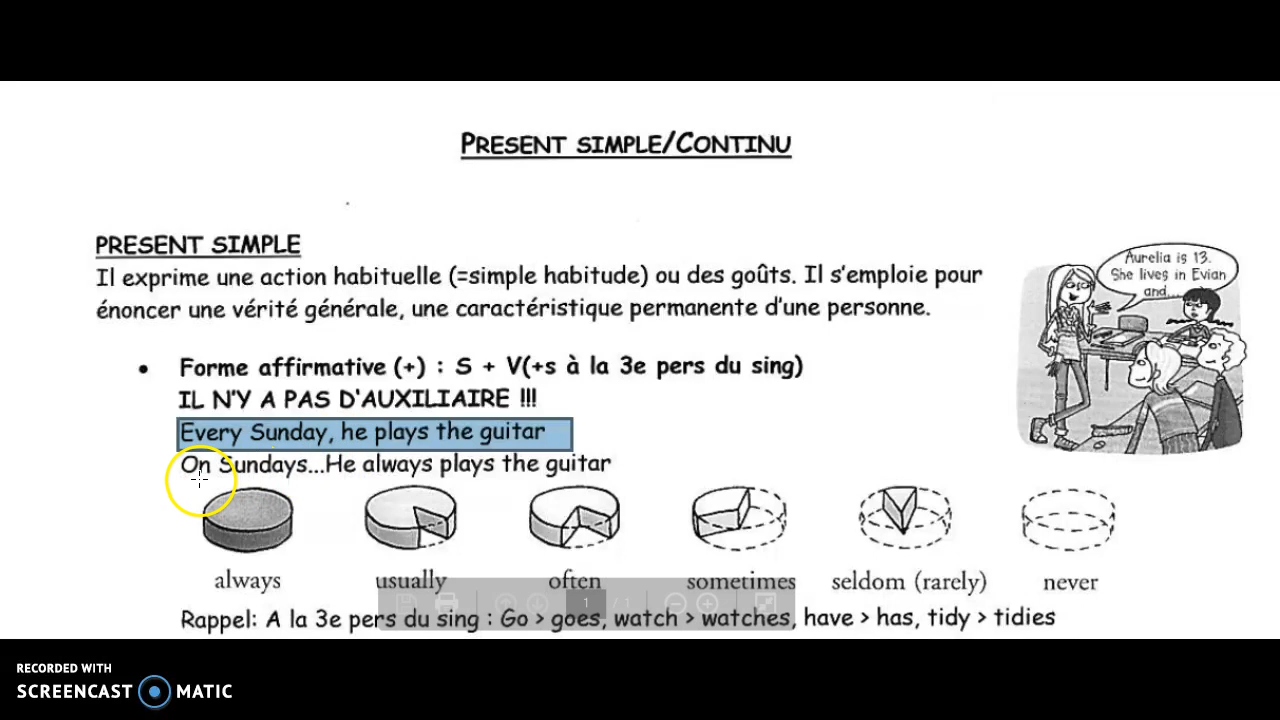 PRESENT SIMPLE/CONTINU
PRESENT SIMPLE
Il exprime une action habituelle (=simple habitude) ou des goûts. Il s'emploie pour
énoncer une vérité générale, une caractéristique permanente d'une personne.
Aurelia is 13.
She lives in Evian
and...
• Forme affirmative (+) : S + V(+s à la 3e pers du sing)
IL N'Y A PAS D'AUXILIAIRE !!!
Every Sunday, he plays the guitar
On Sundays...He always plays the guitar
always usually often sometimes seldom (rarely) never
1 / 1
Rappel: A la 3e pers du sing : Go > goes, watch > watches, have > has, tidy > tidies
RECORDED WITH
SCREENCAST MATIC